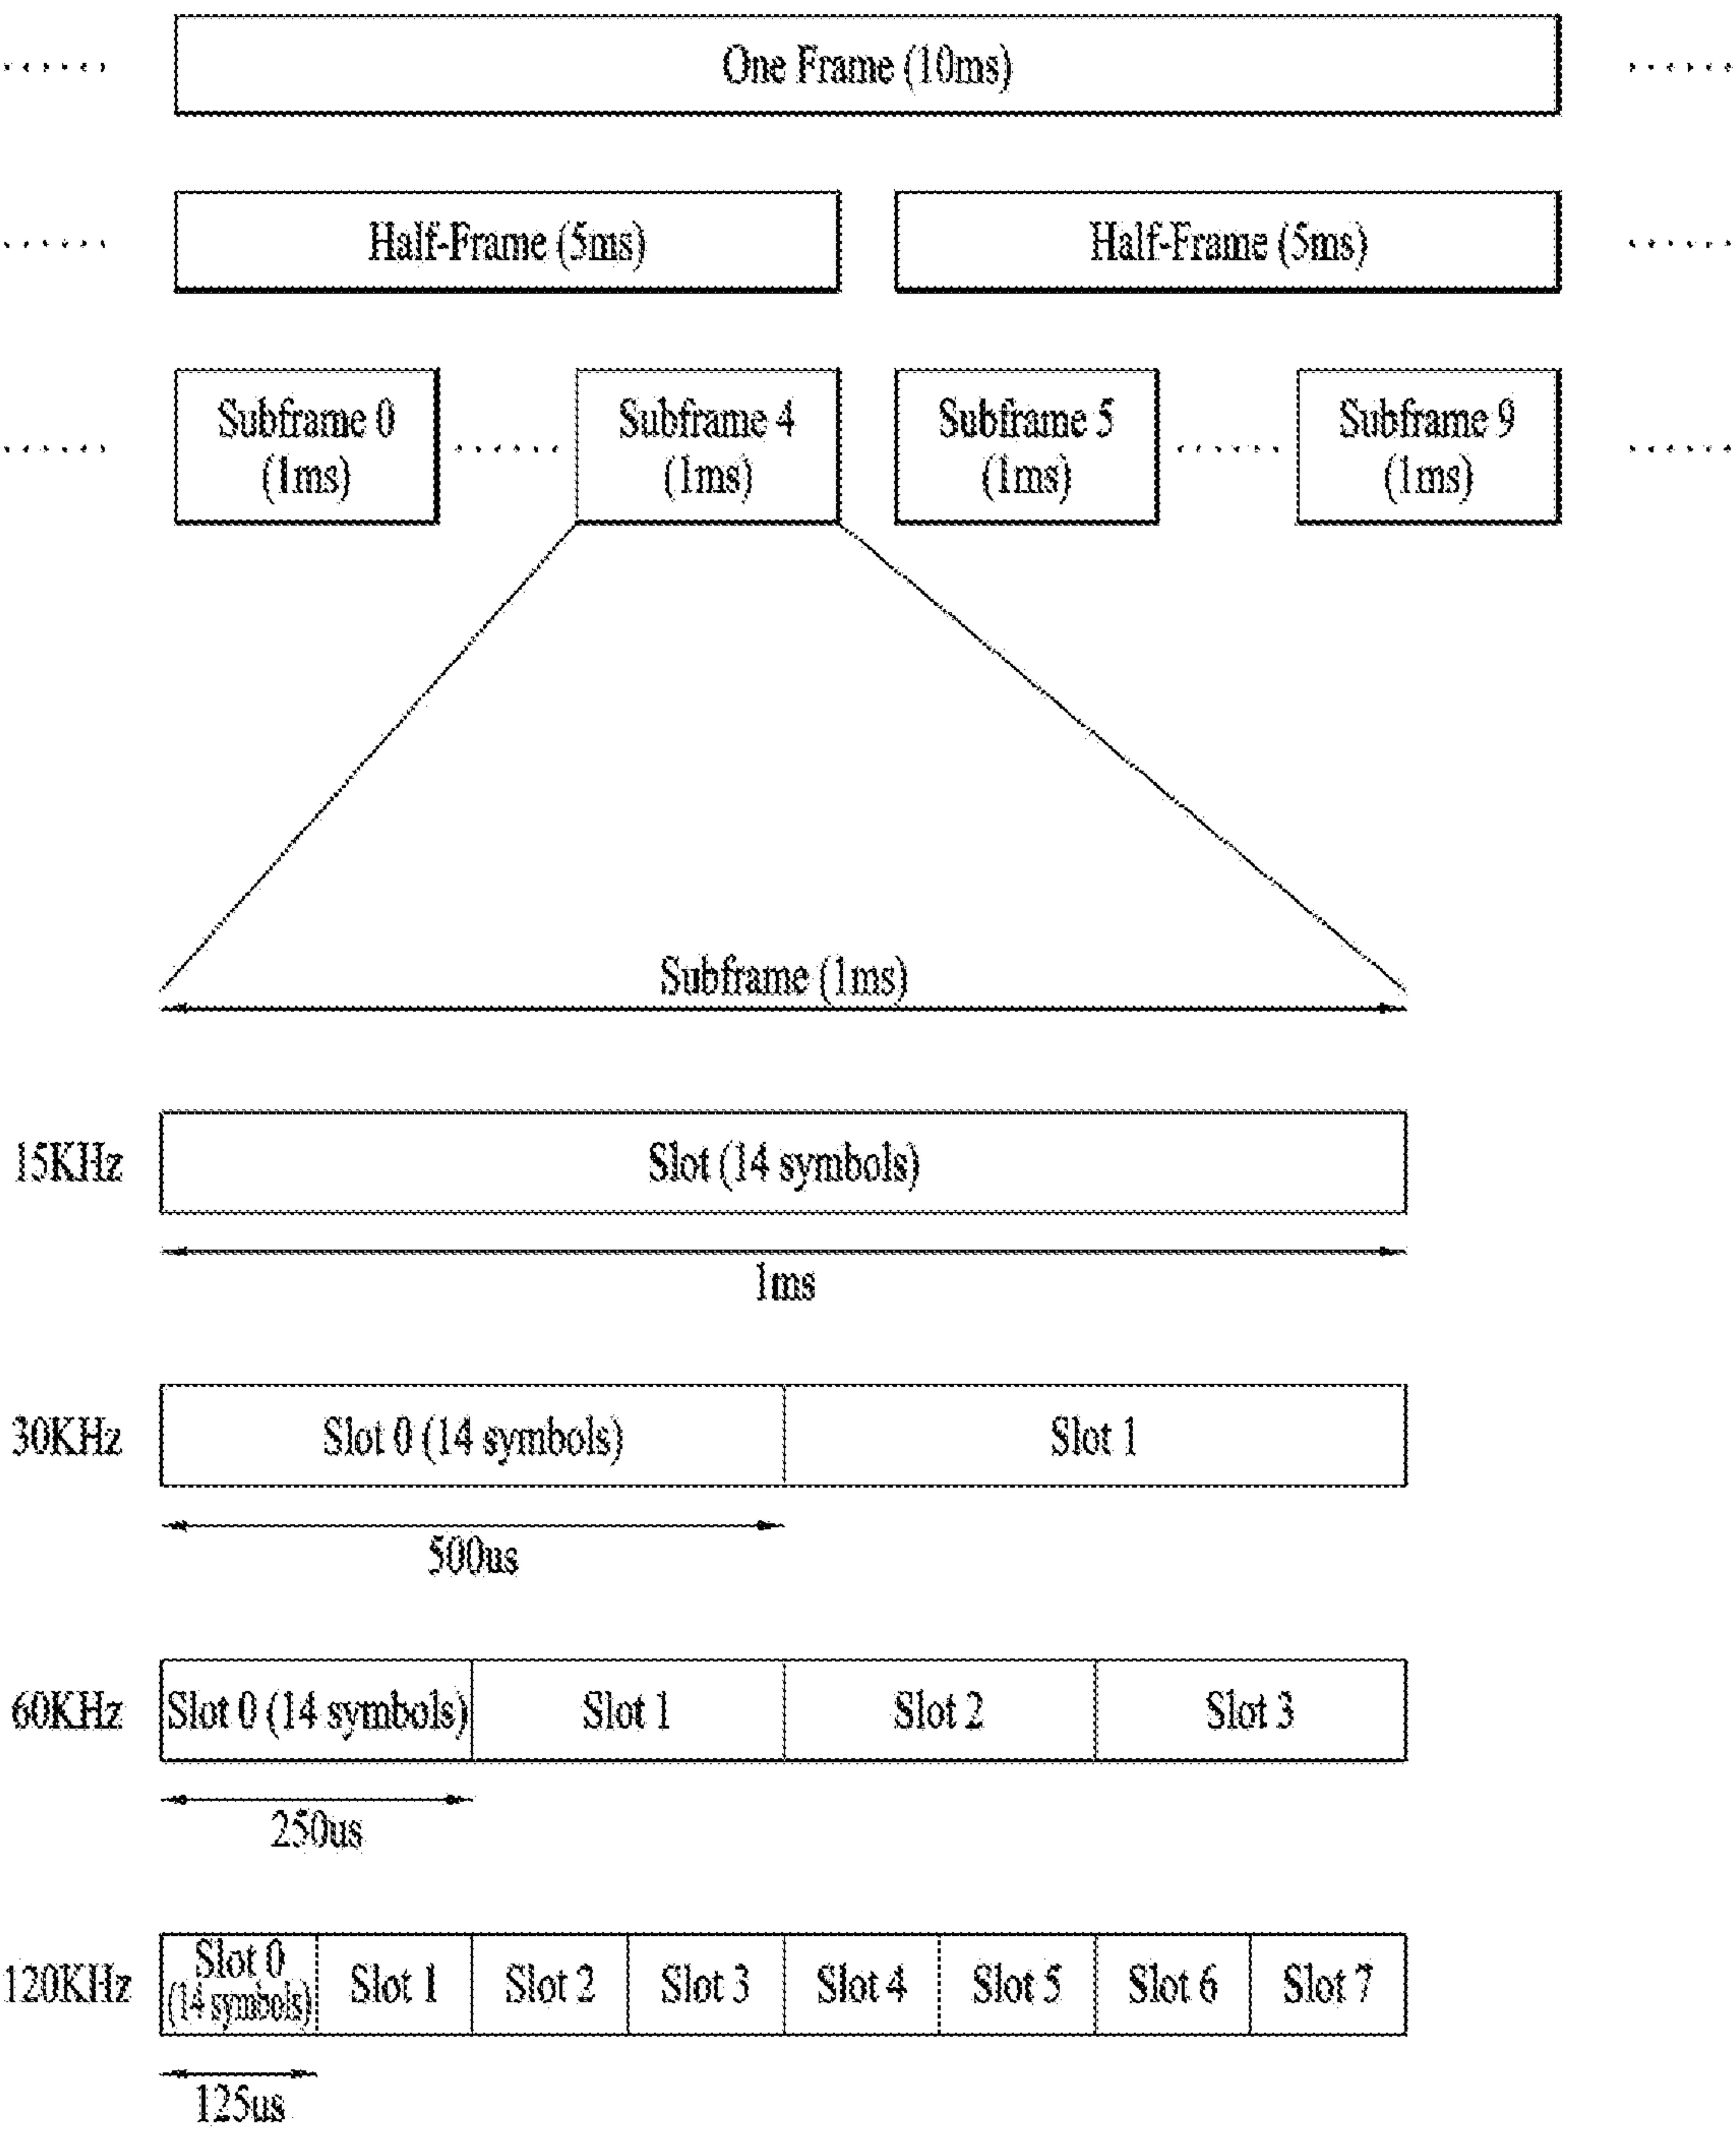 One Frame (10ms)
Half-Frame (5ms) Half-Frame (5ms)
Subframe 0 (1ms)
Subframe 4 (1ms)
Subframe 5 (1ms)
Subframe 9 (1ms)
Subframe (1ms)
15KHz Slot (14 symbols)
1ms
30KHz Slot 0 (14 symbols) Slot 1
500us
60KHz Slot 0 (14 symbols) Slot 1 Slot 2 Slot 3
250us
120KHz Slot 0 (14 symbols) Slot 1 Slot 2 Slot 3 Slot 4 Slot 5 Slot 6 Slot 7
125us